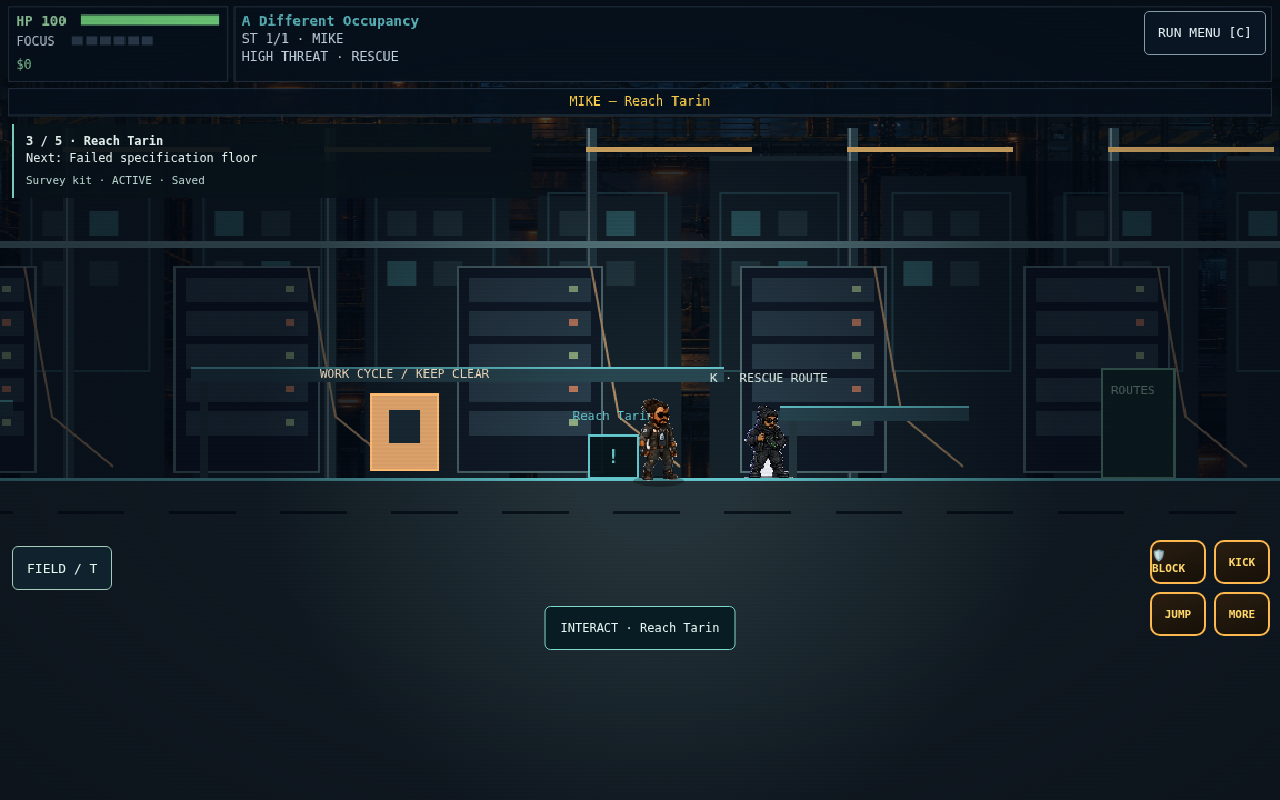 HP 100
FOCUS
$0
A Different Occupancy
ST 1/1 · MIKE
HIGH THREAT · RESCUE
RUN MENU [C]
MIKE — Reach Tarin
3 / 5 · Reach Tarin
Next: Failed specification floor
Survey kit · ACTIVE · Saved
WORK CYCLE / KEEP CLEAR
K · RESCUE ROUTE
ROUTES
Reach Tarin
!
FIELD / T
BLOCK
KICK
JUMP
MORE
INTERACT · Reach Tarin